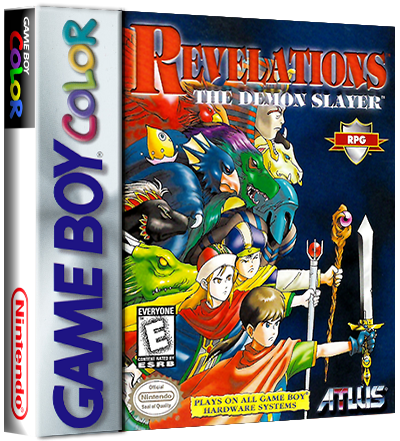 GAME BOY
COLOR
Nintendo
GAME BOY COLOR
REVELATIONS
THE DEMON SLAYER
RPG
EVERYONE
E
CONTENT RATED BY
ESRB
Official
Nintendo
Seal of Quality
PLAYS ON ALL GAME BOY
HARDWARE SYSTEMS
ATLUS